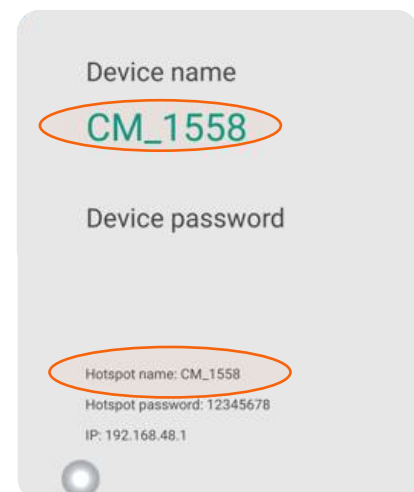 Device name
CM_1558
Device password
Hotspot name: CM_1558
Hotspot password: 12345678
IP: 192.168.48.1